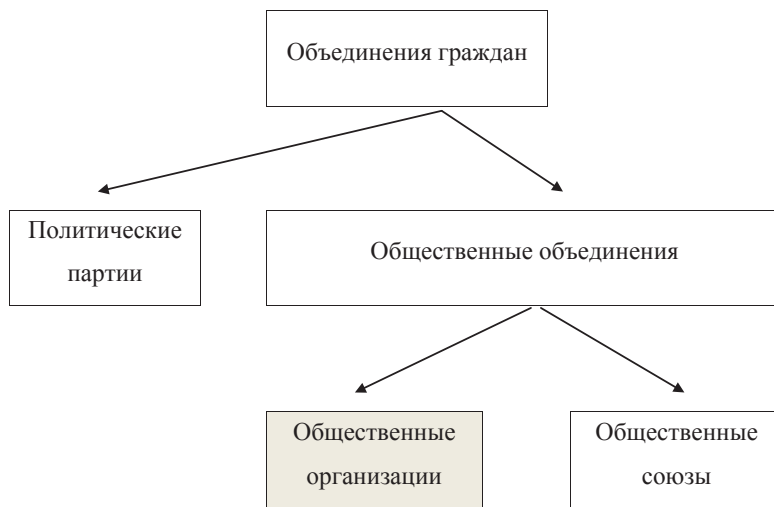 Объединения граждан
Политические
партии
Общественные объединения
Общественные
организации
Общественные
союзы